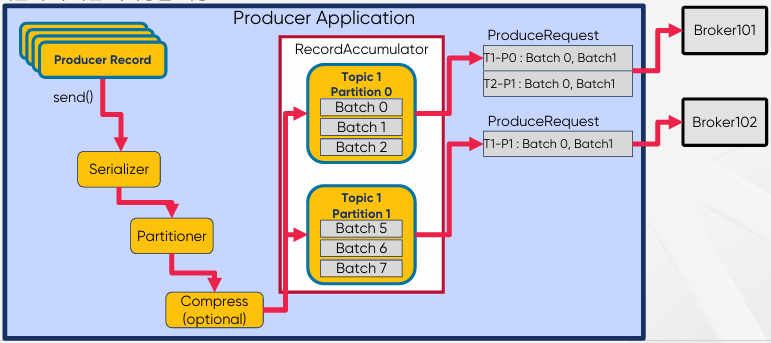 Producer Application
Producer Record
send()
Serializer
Partitioner
Compress
(optional)
RecordAccumulator
Topic 1
Partition 0
Batch 0
Batch 1
Batch 2
Topic 1
Partition 1
Batch 5
Batch 6
Batch 7
ProduceRequest
T1-P0 : Batch 0, Batch1
T2-P1 : Batch 0, Batch1
ProduceRequest
T1-P1 : Batch 0, Batch1
Broker101
Broker102